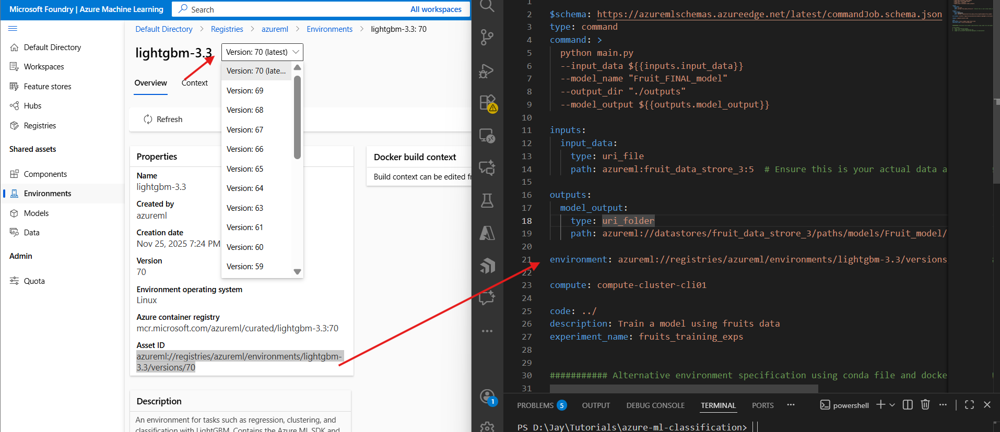 Microsoft Foundry | Azure Machine Learning
Search
All workspaces
Default Directory
Workspaces
Feature stores
Hubs
Registries
Shared assets
Components
Environments
Models
Data
Admin
Quota
Default Directory > Registries > azureml > Environments > lightgbm-3.3: 70
lightgbm-3.3
Version: 70 (latest)
Version: 70 (late...
Version: 69
Version: 68
Version: 67
Version: 66
Version: 65
Version: 64
Version: 63
Version: 61
Version: 60
Version: 59
Overview
Context
Refresh
Properties
Name
lightgbm-3.3
Created by
azureml
Creation date
Nov 25, 2025 7:24 PM
Version
70
Environment operating system
Linux
Azure container registry
mcr.microsoft.com/azureml/curated/lightgbm-3.3:70
Asset ID
azureml://registries/azureml/environments/lightgbm-
3.3/versions/70
Docker build context
Build context can be edited fr
Description
An environment for tasks such as regression, clustering, and
classification with LightGBM. Contains the Azure ML SDK and
1
2 $schema: https://azuremlschemas.azureedge.net/latest/commandJob.schema.json
3 type: command
4 command: >
5 python main.py
6 --input_data ${{inputs.input_data}}
7 --model_name "Fruit_FINAL_model"
8 --output_dir "./outputs"
9 --model_output ${{outputs.model_output}}
10
11 inputs:
12 input_data:
13 type: uri_file
14 path: azureml:fruit_data_strore_3:5 # Ensure this is your actual data a
15
16 outputs:
17 model_output:
18 type: uri_folder
19 path: azureml://datastores/fruit_data_strore_3/paths/models/Fruit_model/
20
21 environment: azureml://registries/azureml/environments/lightgbm-3.3/versions
22
23 compute: compute-cluster-cli01
24
25 code: ../
26 description: Train a model using fruits data
27 experiment_name: fruits_training_exps
28
29
30 ########### Alternative environment specification using conda file and docke
31
1
PROBLEMS 5 OUTPUT DEBUG CONSOLE TERMINAL PORTS ··· powershell
PS D:\Jay\Tutorials\azure-ml-classification>